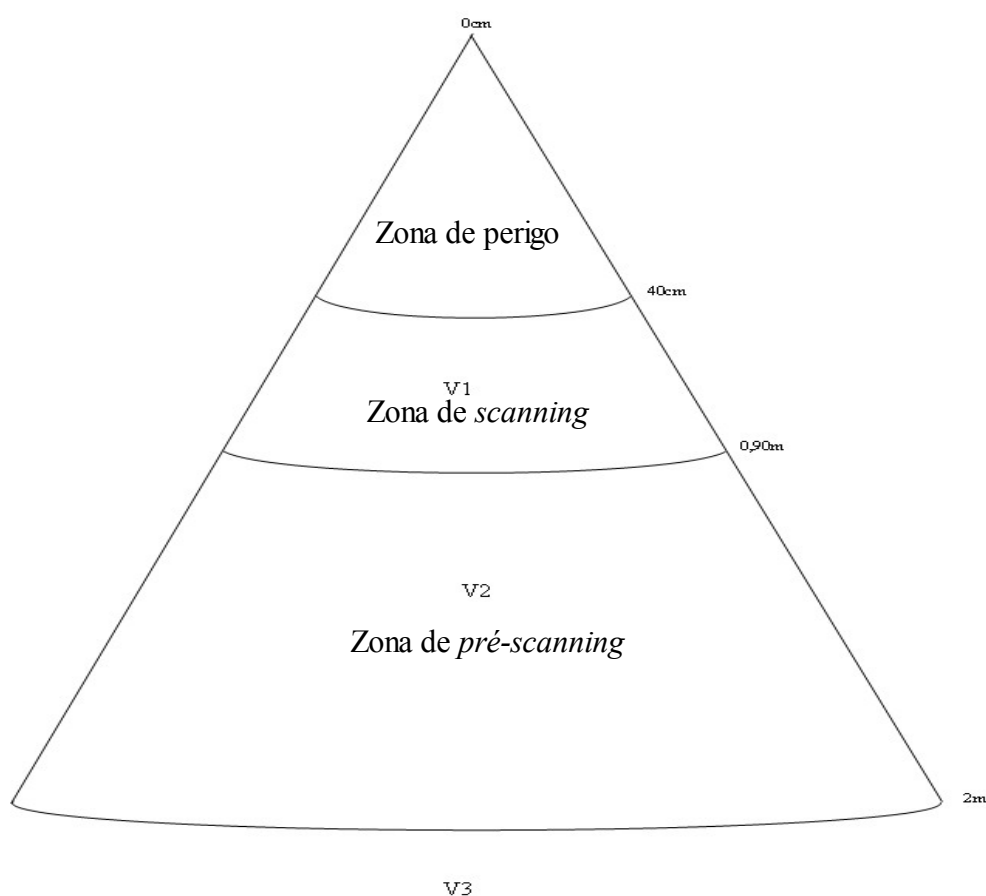 0cm
Zona de perigo
40cm
V1
Zona de scanning
0,90m
V2
Zona de pré-scanning
2m
V3